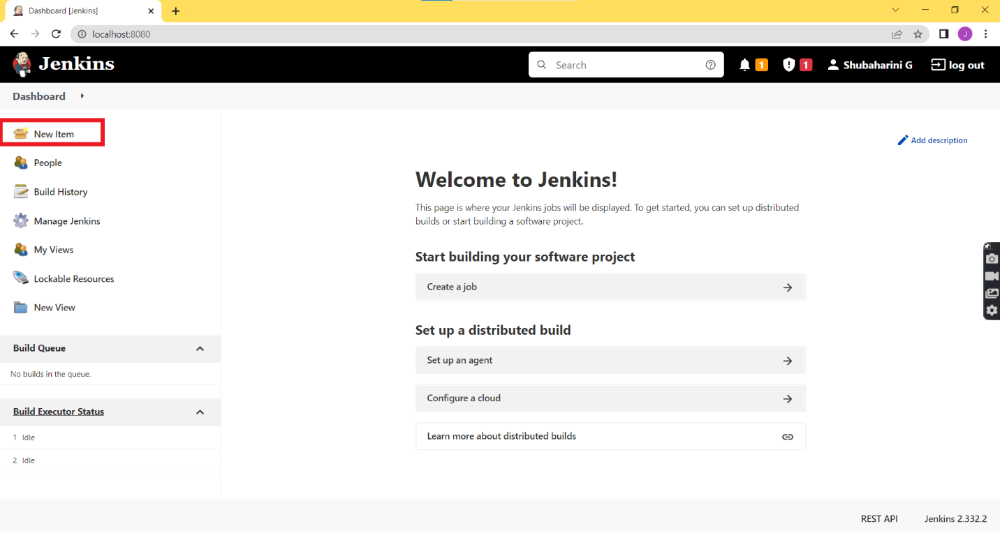 Dashboard [Jenkins]
localhost:8080
J
Jenkins
Search
1
1
Shubaharini G
log out
Dashboard
New Item
People
Build History
Manage Jenkins
My Views
Lockable Resources
New View
Build Queue
No builds in the queue.
Build Executor Status
1 Idle
2 Idle
Add description
Welcome to Jenkins!
This page is where your Jenkins jobs will be displayed. To get started, you can set up distributed
builds or start building a software project.
Start building your software project
Create a job
Set up a distributed build
Set up an agent
Configure a cloud
Learn more about distributed builds
REST API
Jenkins 2.332.2